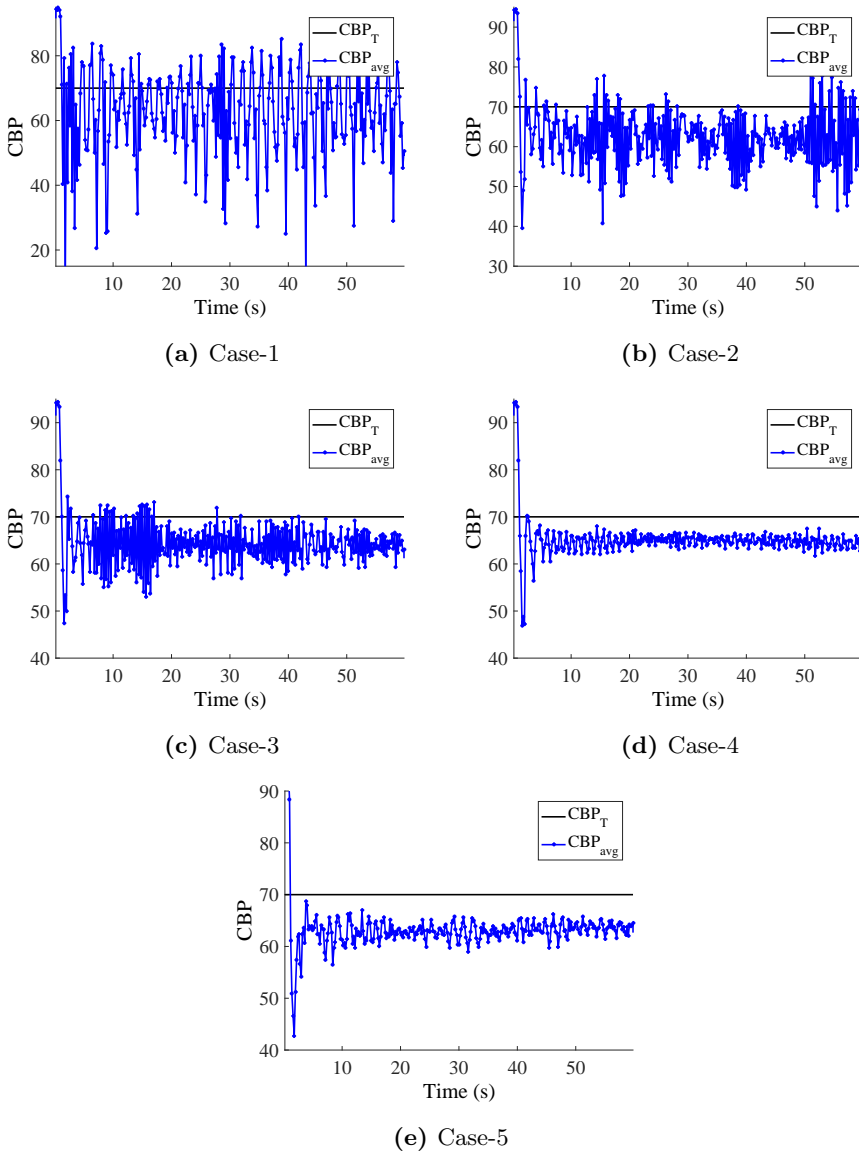 CBP
80
60
40
20
10 20 30 40 50
Time (s)
CBP_T
CBP_avg
(a) Case-1
CBP
90
80
70
60
50
40
30
10 20 30 40 50
Time (s)
CBP_T
CBP_avg
(b) Case-2
CBP
90
80
70
60
50
40
10 20 30 40 50
Time (s)
CBP_T
CBP_avg
(c) Case-3
CBP
90
80
70
60
50
40
10 20 30 40 50
Time (s)
CBP_T
CBP_avg
(d) Case-4
CBP
90
80
70
60
50
40
10 20 30 40 50
Time (s)
CBP_T
CBP_avg
(e) Case-5